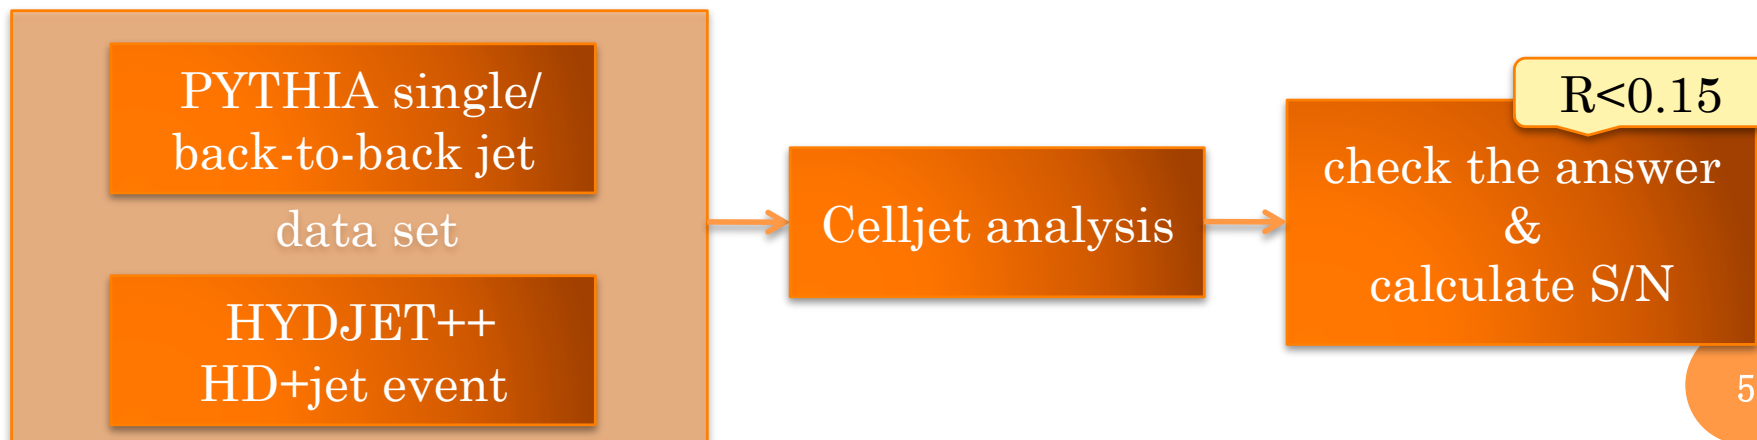 PYTHIA single/
back-to-back jet
data set
HYDJET++
HD+jet event
Celljet analysis
R<0.15
check the answer
&
calculate S/N
5